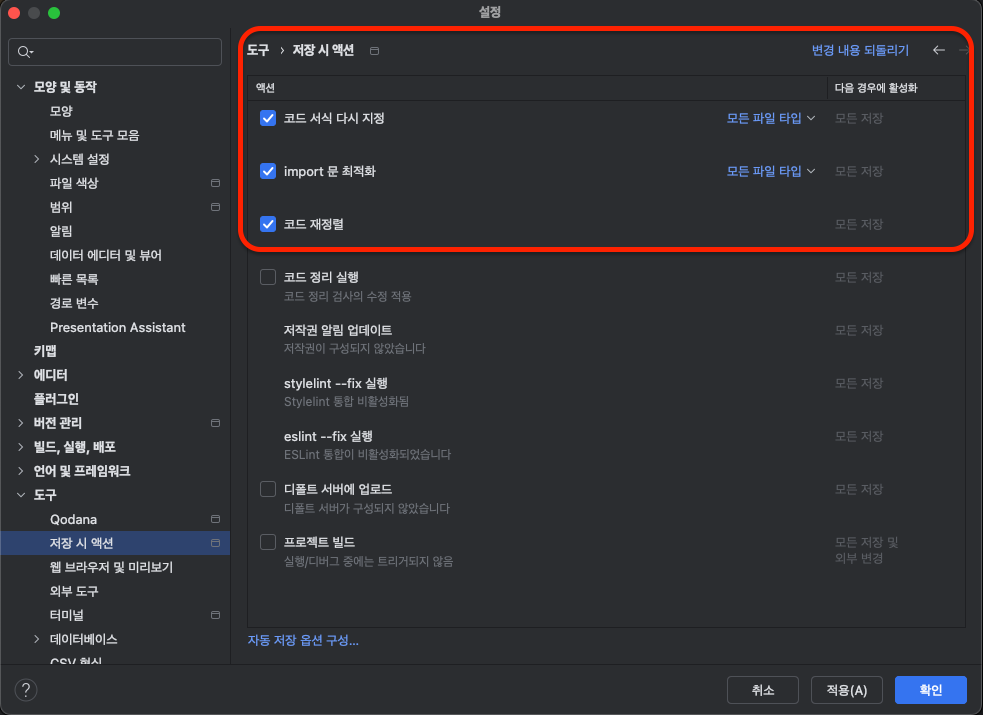 설정
모양 및 동작
모양
메뉴 및 도구 모음
시스템 설정
파일 색상
범위
알림
데이터 에디터 및 뷰어
빠른 목록
경로 변수
Presentation Assistant
키맵
에디터
플러그인
버전 관리
빌드, 실행, 배포
언어 및 프레임워크
도구
Qodana
저장 시 액션
웹 브라우저 및 미리보기
외부 도구
터미널
데이터베이스
CSV 형식
도구 › 저장 시 액션
변경 내용 되돌리기
액션 다음 경우에 활성화
코드 서식 다시 지정 모든 파일 타입 모든 저장
import 문 최적화 모든 파일 타입 모든 저장
코드 재정렬 모든 저장
코드 정리 실행 모든 저장
코드 정리 검사의 수정 적용
저작권 알림 업데이트 모든 저장
저작권이 구성되지 않았습니다
stylelint --fix 실행 모든 저장
Stylelint 통합 비활성화됨
eslint --fix 실행 모든 저장
ESLint 통합이 비활성화되었습니다
디폴트 서버에 업로드 모든 저장
디폴트 서버가 구성되지 않았습니다
프로젝트 빌드 모든 저장 및
실행/디버그 중에는 트리거되지 않음 외부 변경
자동 저장 옵션 구성...
? 취소 적용(A) 확인